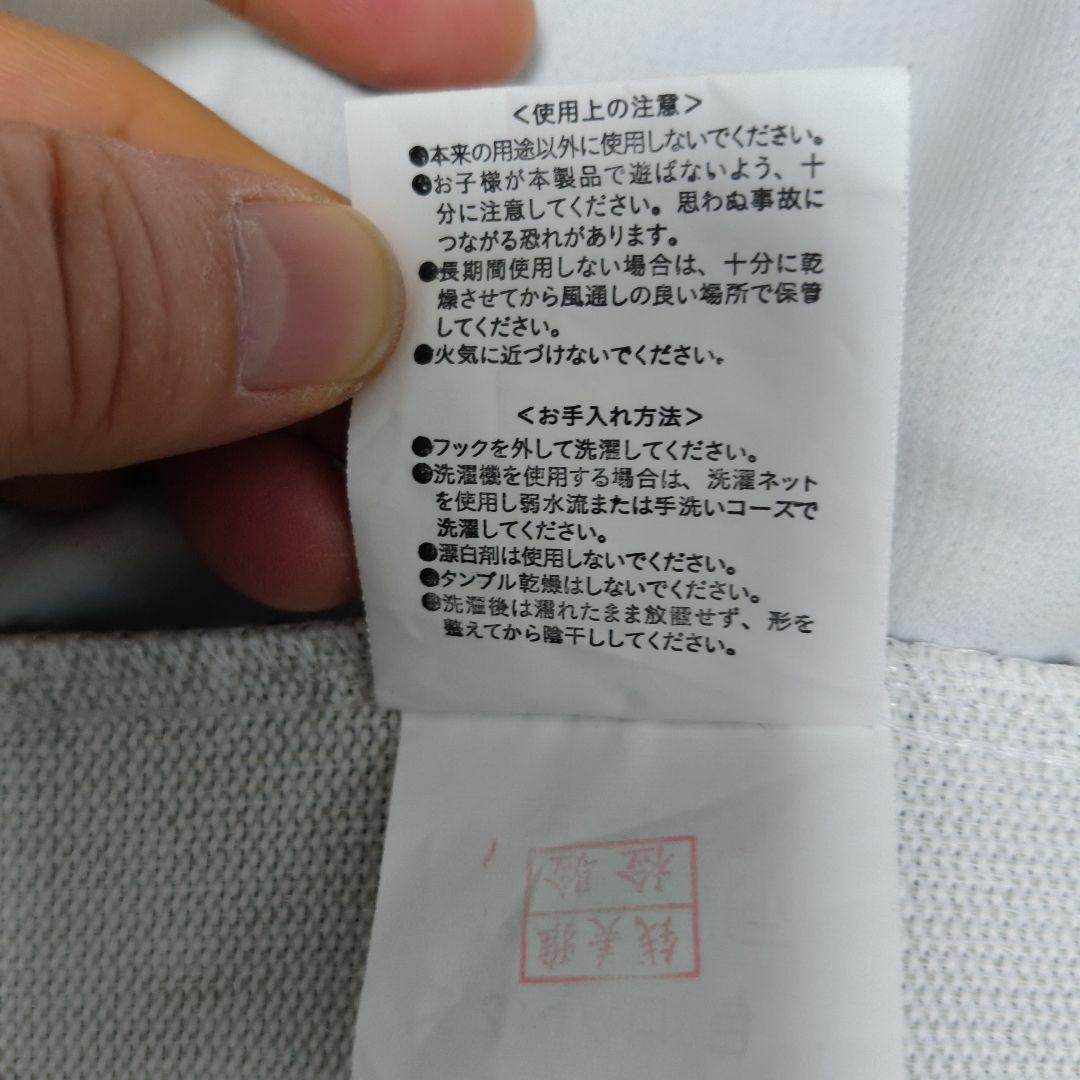 ＜使用上の注意＞
●本来の用途以外に使用しないでください。
●お子様が本製品で遊ばないよう、十
分に注意してください。思わぬ事故に
つながる恐れがあります。
●長期間使用しない場合は、十分に乾
燥させてから風通しの良い場所で保管
してください。
●火気に近づけないでください。
＜お手入れ方法＞
●フックを外して洗濯してください。
●洗濯機を使用する場合は、洗濯ネット
を使用し弱水流または手洗いコースで
洗濯してください。
●漂白剤は使用しないでください。
●タンブル乾燥はしないでください。
●洗濯後は濡れたまま放置せず、形を
整えてから陰干ししてください。
检验
钱美雅